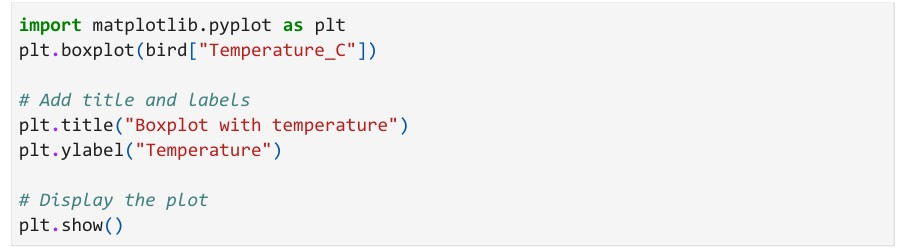 import matplotlib.pyplot as plt
plt.boxplot(bird["Temperature_C"])
# Add title and labels
plt.title("Boxplot with temperature")
plt.ylabel("Temperature")
# Display the plot
plt.show()